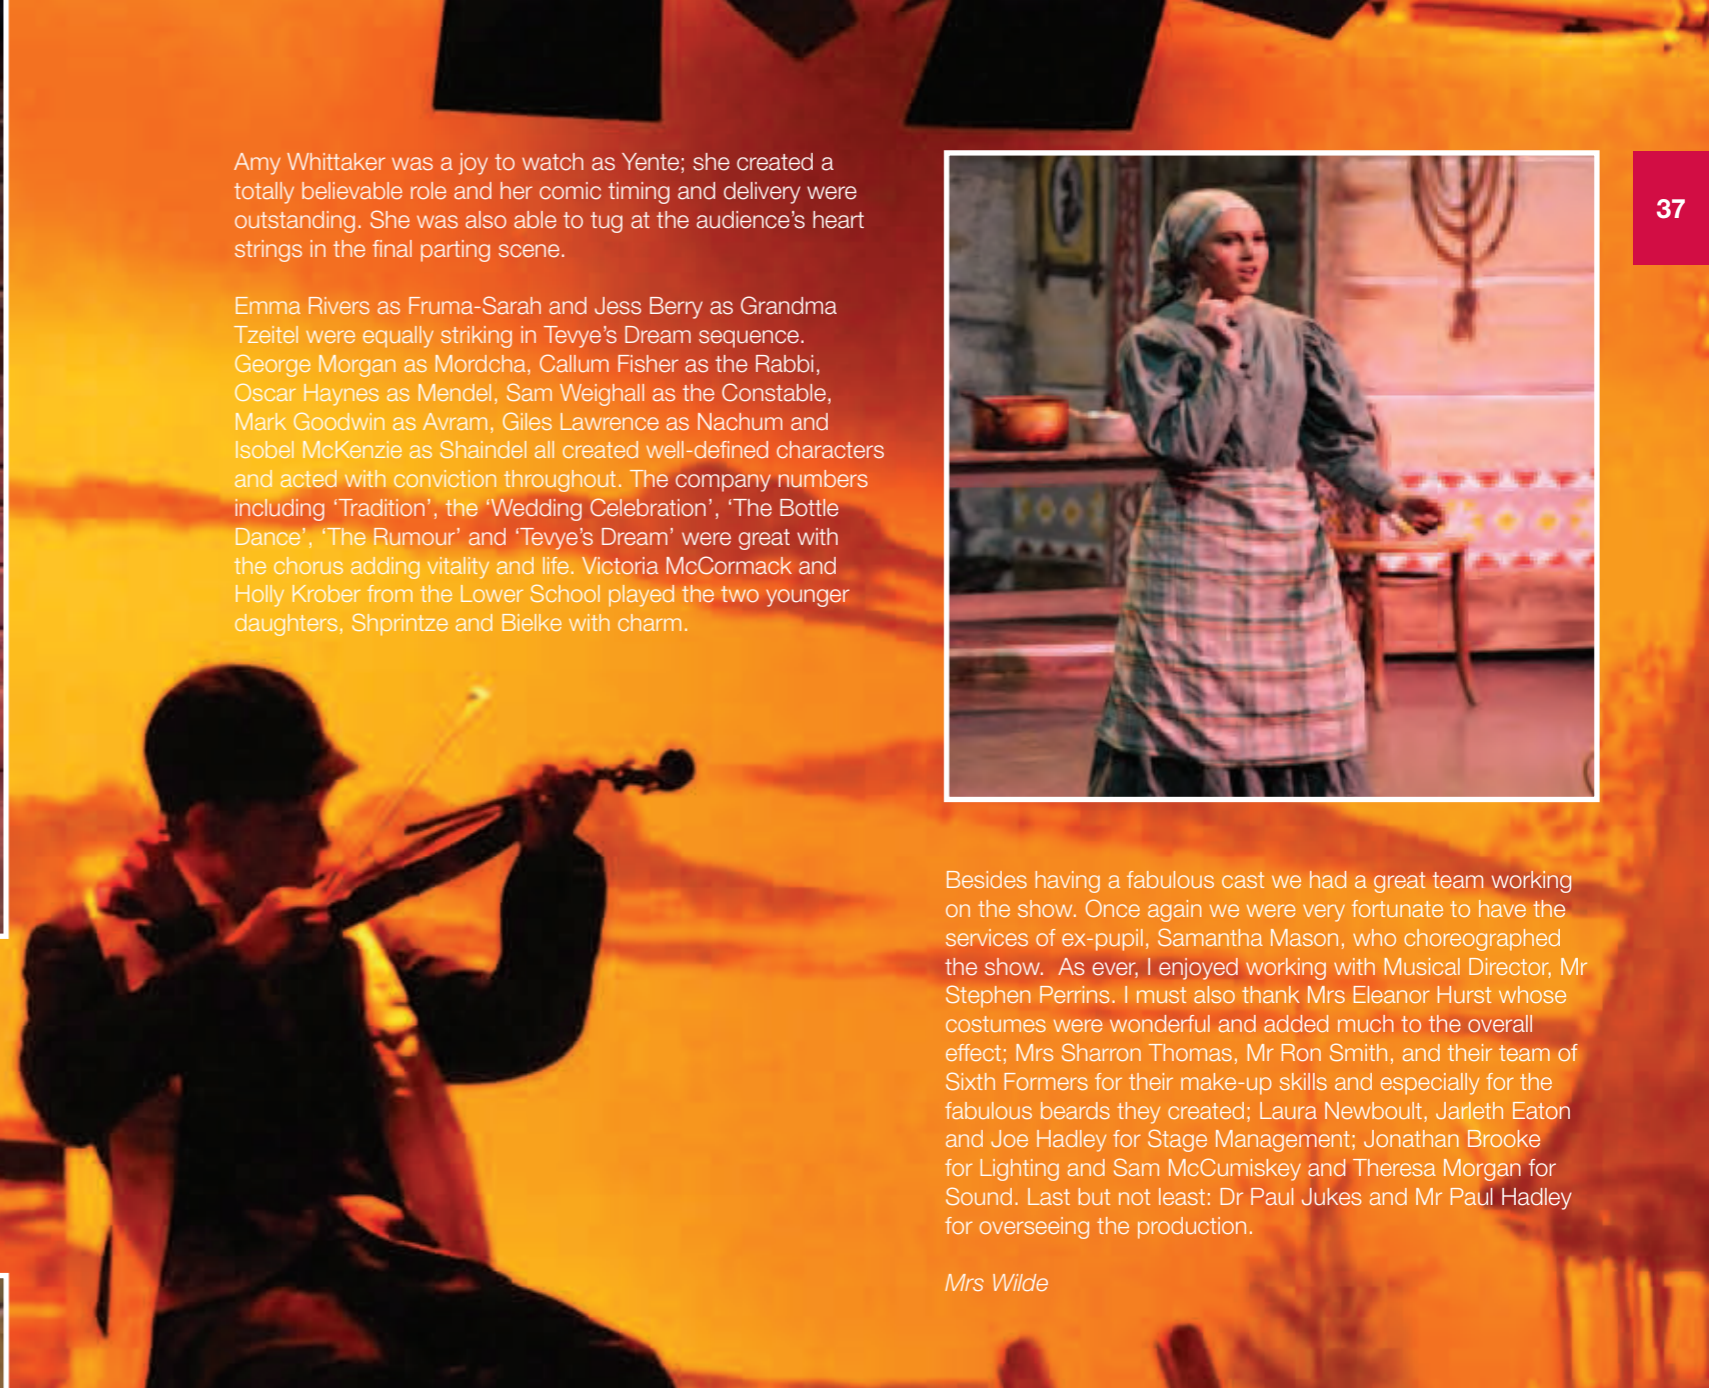 Amy Whittaker was a joy to watch as Yente; she created a
totally believable role and her comic timing and delivery were
outstanding. She was also able to tug at the audience’s heart
strings in the final parting scene.
Emma Rivers as Fruma-Sarah and Jess Berry as Grandma
Tzeitel were equally striking in Tevye’s Dream sequence.
George Morgan as Mordcha, Callum Fisher as the Rabbi,
Oscar Haynes as Mendel, Sam Weighall as the Constable,
Mark Goodwin as Avram, Giles Lawrence as Nachum and
Isobel McKenzie as Shaindel all created well-defined characters
and acted with conviction throughout. The company numbers
including ‘Tradition’, the ‘Wedding Celebration’, ‘The Bottle
Dance’, ‘The Rumour’ and ‘Tevye’s Dream’ were great with
the chorus adding vitality and life. Victoria McCormack and
Holly Krober from the Lower School played the two younger
daughters, Shprintze and Bielke with charm.
37
Besides having a fabulous cast we had a great team working
on the show. Once again we were very fortunate to have the
services of ex-pupil, Samantha Mason, who choreographed
the show.  As ever, I enjoyed working with Musical Director, Mr
Stephen Perrins. I must also thank Mrs Eleanor Hurst whose
costumes were wonderful and added much to the overall
effect; Mrs Sharron Thomas, Mr Ron Smith, and their team of
Sixth Formers for their make-up skills and especially for the
fabulous beards they created; Laura Newboult, Jarleth Eaton
and Joe Hadley for Stage Management; Jonathan Brooke
for Lighting and Sam McCumiskey and Theresa Morgan for
Sound. Last but not least: Dr Paul Jukes and Mr Paul Hadley
for overseeing the production.
Mrs Wilde